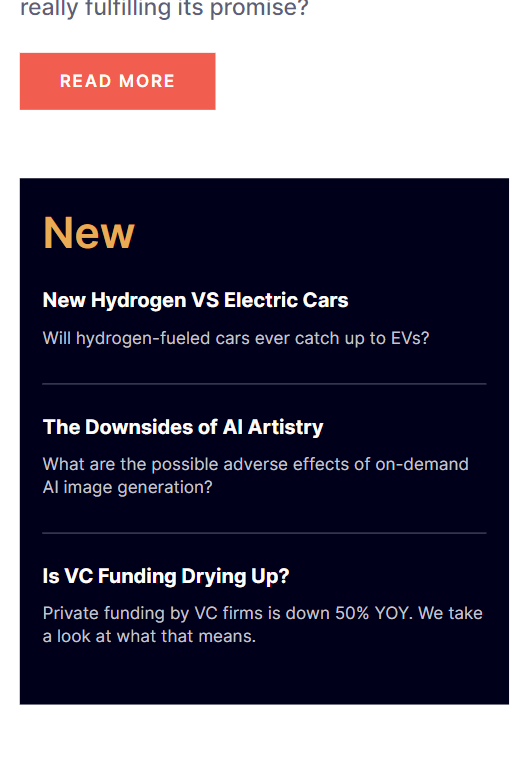 really fulfilling its promise?
READ MORE
New
New Hydrogen VS Electric Cars
Will hydrogen-fueled cars ever catch up to EVs?
The Downsides of AI Artistry
What are the possible adverse effects of on-demand
AI image generation?
Is VC Funding Drying Up?
Private funding by VC firms is down 50% YOY. We take
a look at what that means.